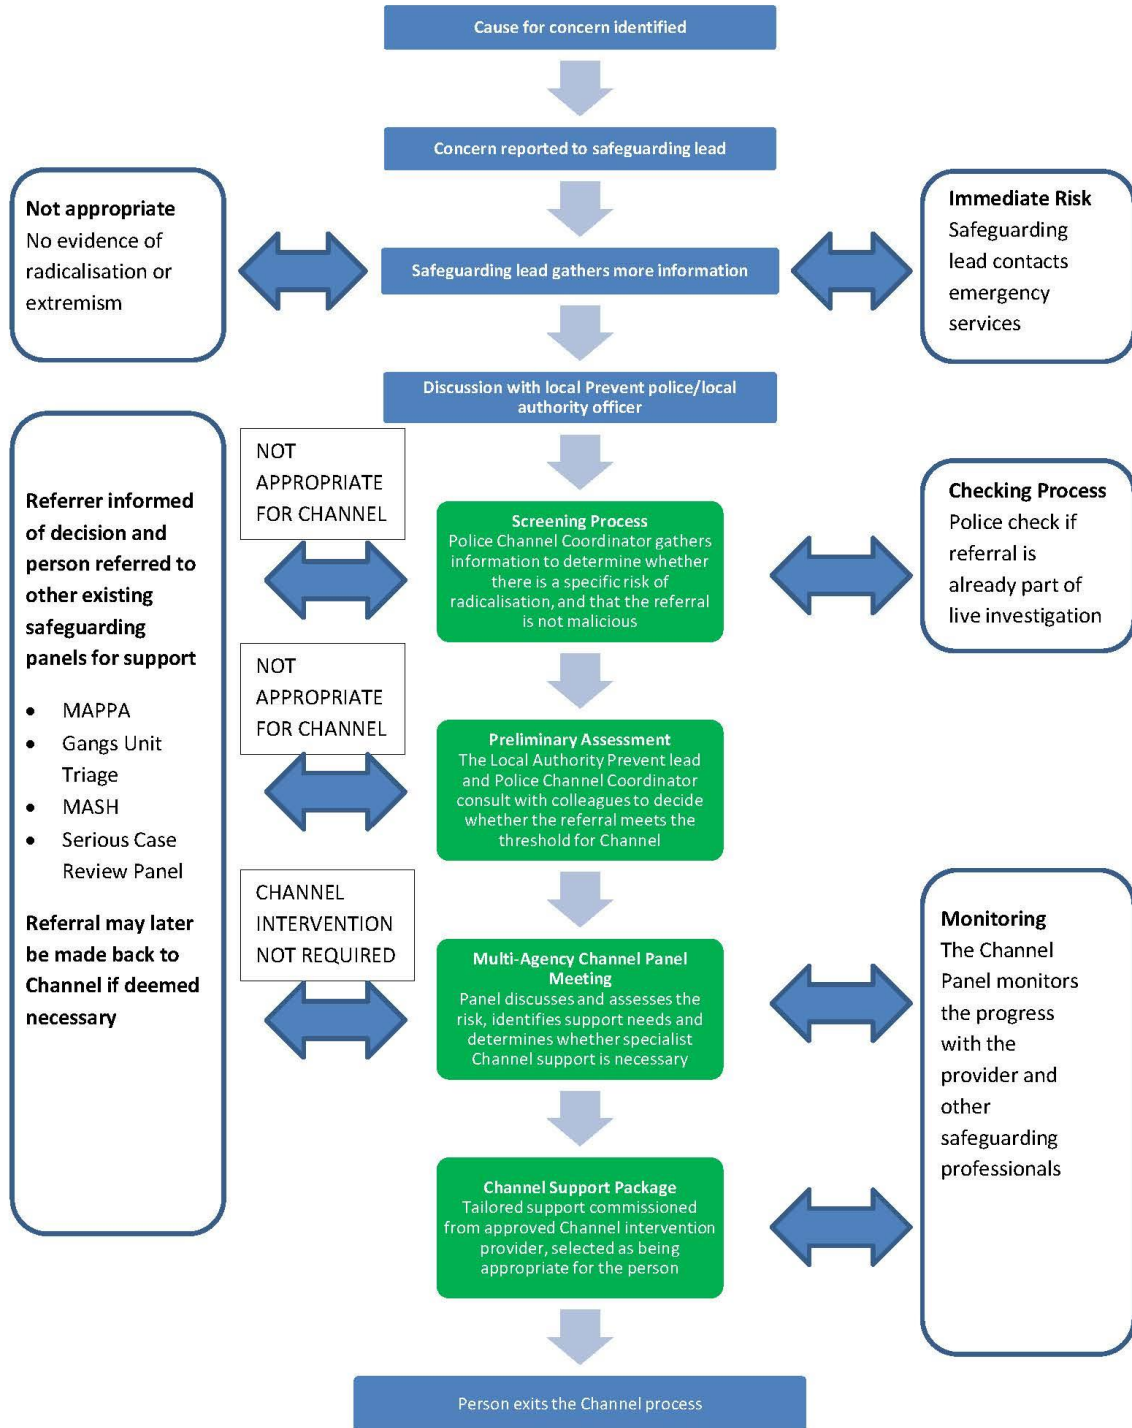 Cause for concern identified
Concern reported to safeguarding lead
Not appropriate
No evidence of
radicalisation or
extremism
Safeguarding lead gathers more information
Immediate Risk
Safeguarding
lead contacts
emergency
services
Discussion with local Prevent police/local
authority officer
Referrer informed
of decision and
person referred to
other existing
safeguarding
panels for support
• MAPPA
• Gangs Unit
Triage
• MASH
• Serious Case
Review Panel
Referral may later
be made back to
Channel if deemed
necessary
NOT
APPROPRIATE
FOR CHANNEL
Screening Process
Police Channel Coordinator gathers
information to determine whether
there is a specific risk of
radicalisation, and that the referral
is not malicious
Checking Process
Police check if
referral is
already part of
live investigation
NOT
APPROPRIATE
FOR CHANNEL
Preliminary Assessment
The Local Authority Prevent lead
and Police Channel Coordinator
consult with colleagues to decide
whether the referral meets the
threshold for Channel
CHANNEL
INTERVENTION
NOT REQUIRED
Multi-Agency Channel Panel
Meeting
Panel discusses and assesses the
risk, identifies support needs and
determines whether specialist
Channel support is necessary
Monitoring
The Channel
Panel monitors
the progress
with the
provider and
other
safeguarding
professionals
Channel Support Package
Tailored support commissioned
from approved Channel intervention
provider, selected as being
appropriate for the person
Person exits the Channel process